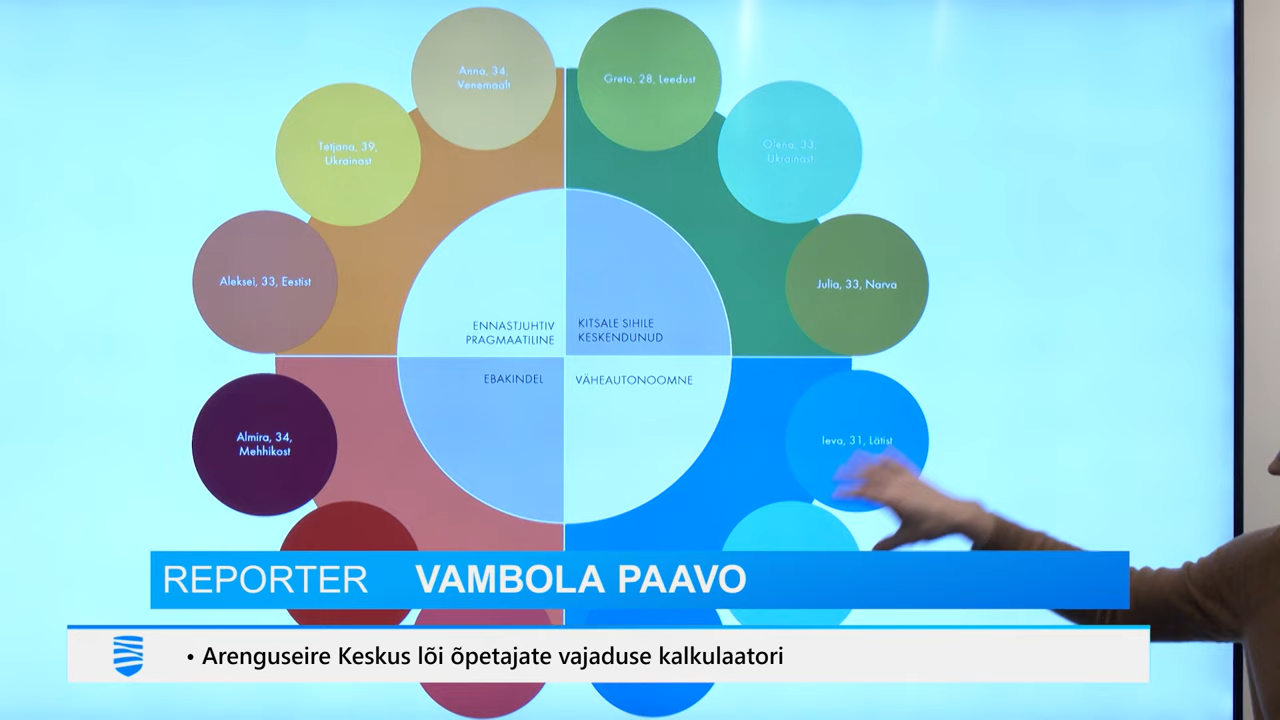 Anna, 34,
Venemaalt
Greta, 28, Leedust
Tetjana, 39,
Ukrainast
Olena, 33,
Ukrainast
Aleksei, 33, Eestist
Julia, 33, Narva
ENNASTJUHTIV
PRAGMAATILINE
KITSALE SIHILE
KESKENDUNUD
EBAKINDEL
VÄHEAUTONOOMNE
Almira, 34,
Mehhikost
Ieva, 31, Lätist
REPORTER VAMBOLA PAAVO
• Arenguseire Keskus lõi õpetajate vajaduse kalkulaatori